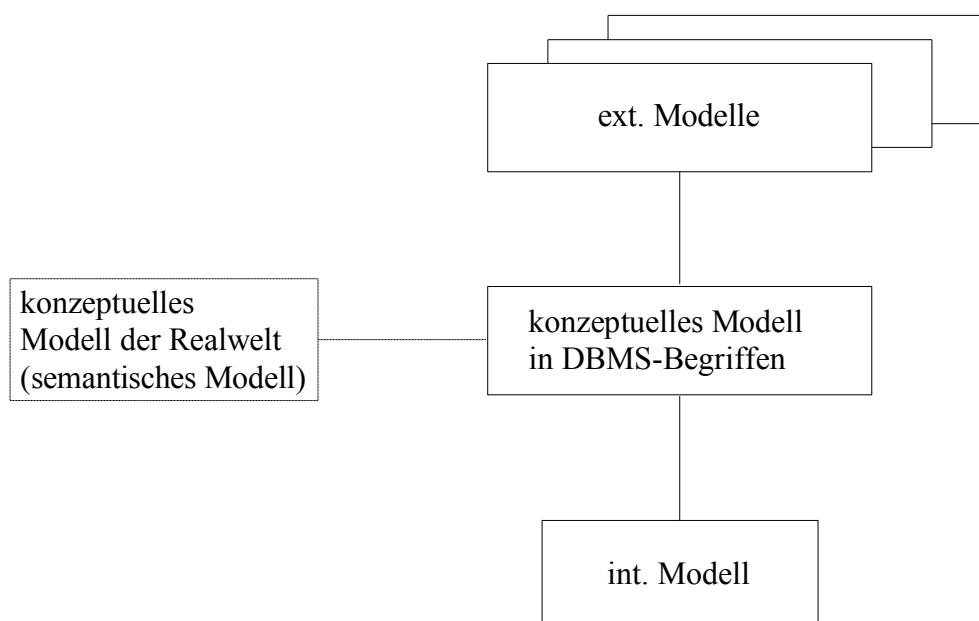 ext. Modelle
konzeptuelles
Modell der Realwelt
(semantisches Modell)
konzeptuelles Modell
in DBMS-Begriffen
int. Modell